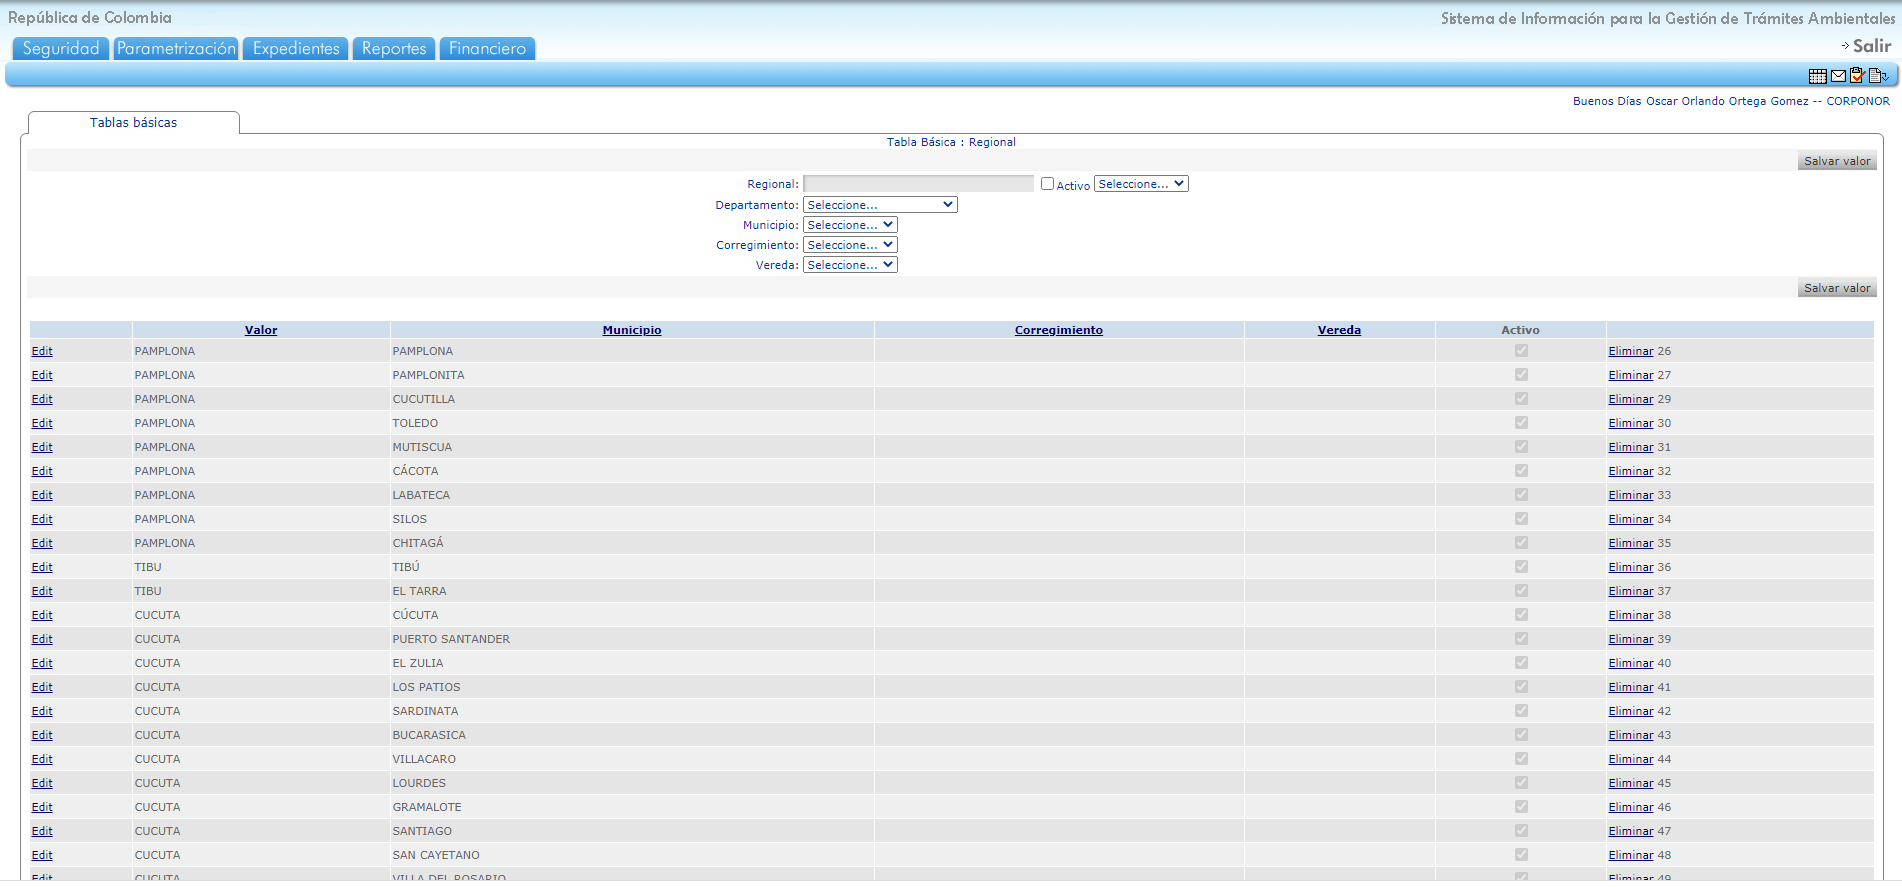 República de Colombia
Sistema de Información para la Gestión de Trámites Ambientales
Seguridad Parametrización Expedientes Reportes Financiero
Salir
Buenos Días Oscar Orlando Ortega Gomez -- CORPONOR
Tablas básicas
Tabla Básica : Regional
Salvar valor
Regional: Activo Seleccione...
Departamento: Seleccione...
Municipio: Seleccione...
Corregimiento: Seleccione...
Vereda: Seleccione...
Salvar valor
Valor Municipio Corregimiento Vereda Activo
Edit PAMPLONA PAMPLONA Eliminar 26
Edit PAMPLONA PAMPLONITA Eliminar 27
Edit PAMPLONA CUCUTILLA Eliminar 29
Edit PAMPLONA TOLEDO Eliminar 30
Edit PAMPLONA MUTISCUA Eliminar 31
Edit PAMPLONA CÁCOTA Eliminar 32
Edit PAMPLONA LABATECA Eliminar 33
Edit PAMPLONA SILOS Eliminar 34
Edit PAMPLONA CHITAGÁ Eliminar 35
Edit TIBU TIBÚ Eliminar 36
Edit TIBU EL TARRA Eliminar 37
Edit CUCUTA CÚCUTA Eliminar 38
Edit CUCUTA PUERTO SANTANDER Eliminar 39
Edit CUCUTA EL ZULIA Eliminar 40
Edit CUCUTA LOS PATIOS Eliminar 41
Edit CUCUTA SARDINATA Eliminar 42
Edit CUCUTA BUCARASICA Eliminar 43
Edit CUCUTA VILLACARO Eliminar 44
Edit CUCUTA LOURDES Eliminar 45
Edit CUCUTA GRAMALOTE Eliminar 46
Edit CUCUTA SANTIAGO Eliminar 47
Edit CUCUTA SAN CAYETANO Eliminar 48
Edit CUCUTA VILLA DEL ROSARIO Eliminar 49